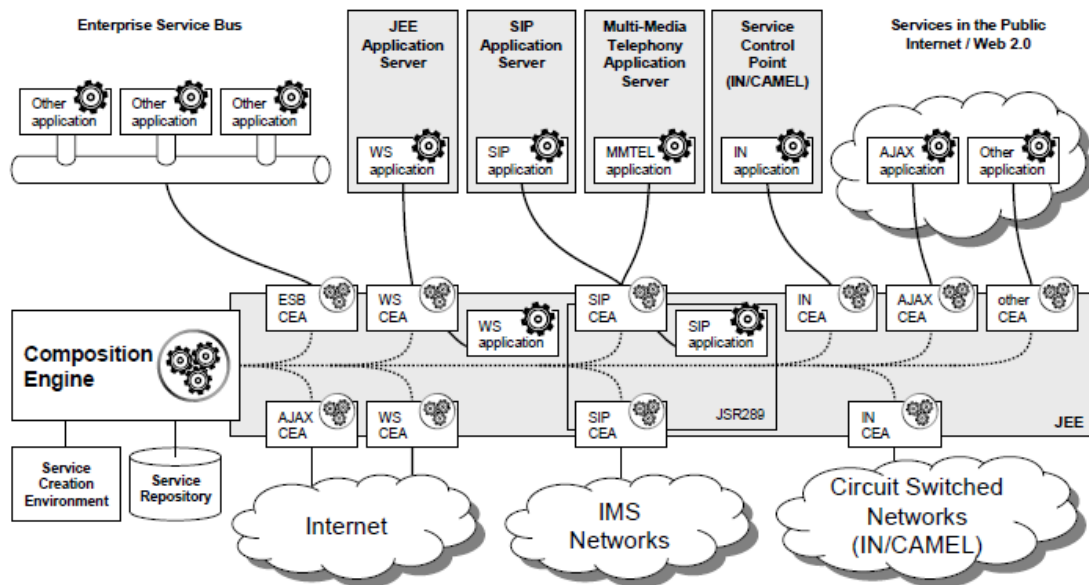 Enterprise Service Bus
JEE
Application
Server
SIP
Application
Server
Multi-Media
Telephony
Application
Server
Service
Control
Point
(IN/CAMEL)
Services in the Public
Internet / Web 2.0
Other
application
Other
application
Other
application
WS
application
SIP
application
MMTEL
application
IN
application
AJAX
application
Other
application
ESB
CEA
WS
CEA
SIP
CEA
IN
CEA
AJAX
CEA
other
CEA
WS
application
SIP
application
Composition
Engine
AJAX
CEA
WS
CEA
SIP
CEA
JSR289
IN
CEA
JEE
Service
Creation
Environment
Service
Repository
Internet
IMS
Networks
Circuit Switched
Networks
(IN/CAMEL)